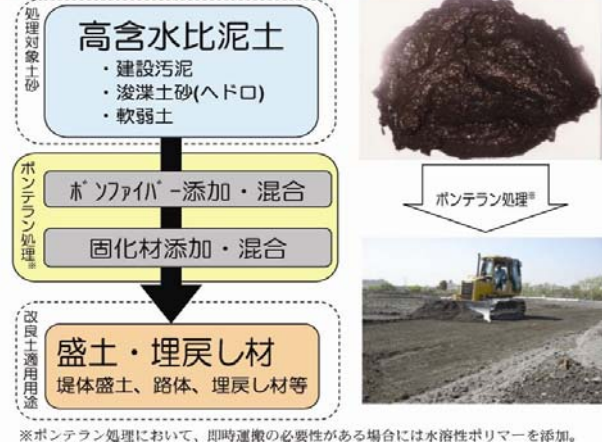 処理対象土砂
高含水比泥土
・建設汚泥
・浚渫土砂(ヘドロ)
・軟弱土
ボンテラン処理※
ボンファイバー添加・混合
固化材添加・混合
ボンテラン処理※
改良土適用用途
盛土・埋戻し材
堤体盛土、路体、埋戻し材等
※ボンテラン処理において、即時運搬の必要性がある場合には水溶性ポリマーを添加。